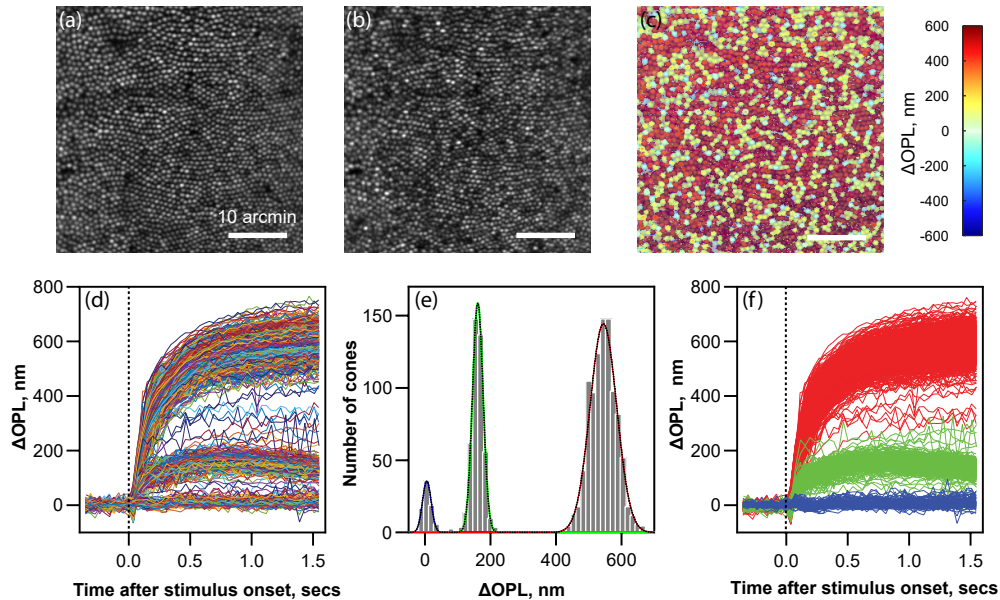 (a)
10 arcmin
(b)
(c)
600
400
200
0
-200
-400
-600
ΔOPL, nm
(d)
800
600
400
200
0
ΔOPL, nm
0.0
0.5
1.0
1.5
Time after stimulus onset, secs
(e)
150
100
50
0
Number of cones
0
200
400
600
ΔOPL, nm
(f)
800
600
400
200
0
ΔOPL, nm
0.0
0.5
1.0
1.5
Time after stimulus onset, secs